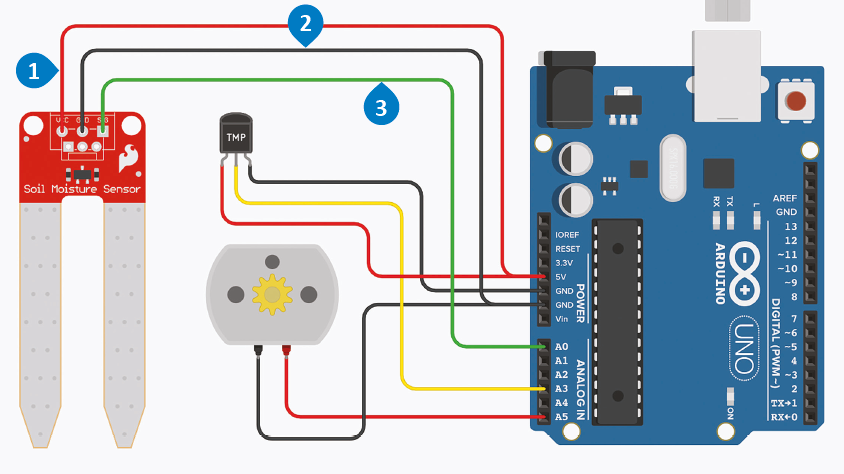 2
1
3
VCC GND SIG
Soil Moisture Sensor
TMP
IOREF
RESET
3.3V
5V
GND
GND
Vin
POWER
A0
A1
A2
A3
A4
A5
ANALOG IN
RX
TX
L
ARDUINO
UNO
ON
AREF
GND
13
12
~11
~10
~9
8
7
~6
~5
4
~3
2
TX→1
RX←0
DIGITAL (PWM~)